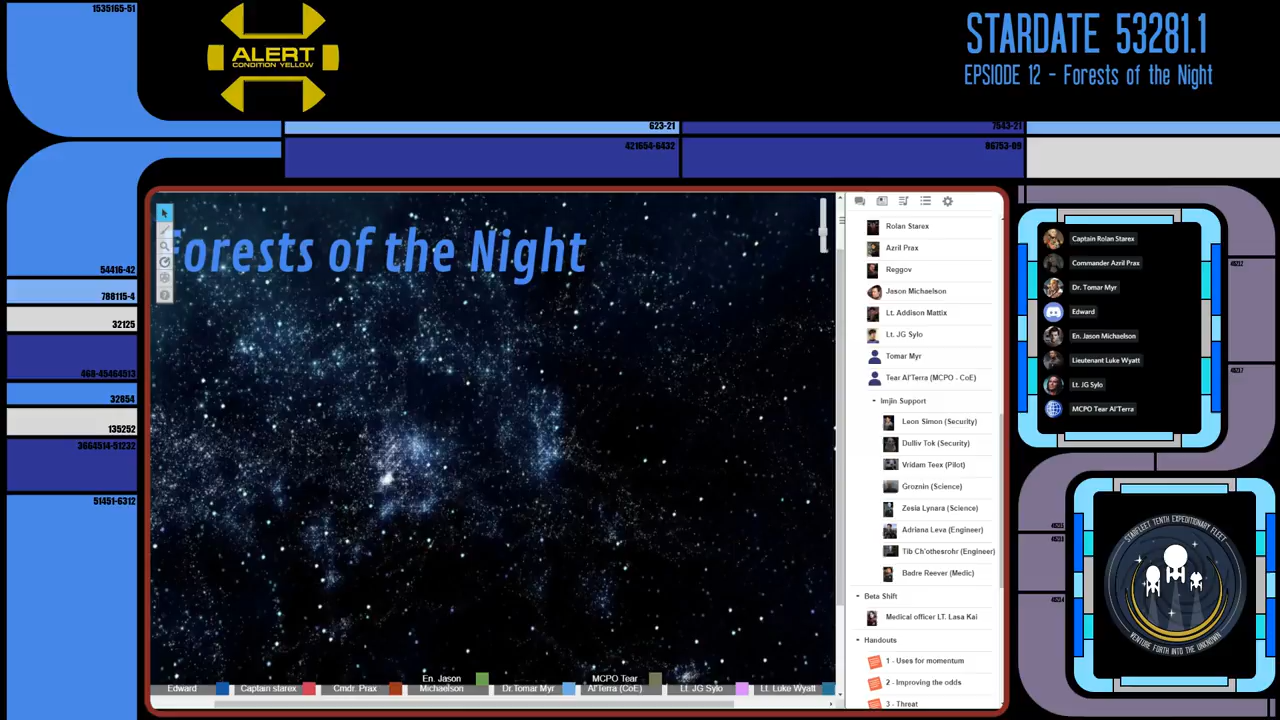 1535165-51
ALERT
CONDITION YELLOW
STARDATE 53281.1
EPSIODE 12 - Forests of the Night
623-21
7543-21
421654-6432
86753-09
54416-42
788115-4
32125
468-45464513
32854
135252
3664514-51232
51451-6312
Forests of the Night
Rolan Starex
Azril Prax
Reggov
Jason Michaelson
Lt. Addison Mattix
Lt. JG Sylo
Tomar Myr
Tear Al'Terra (MCPO - CoE)
Imjin Support
Leon Simon (Security)
Dulliv Tok (Security)
Vridam Teex (Pilot)
Groznin (Science)
Zesia Lynara (Science)
Adriana Leva (Engineer)
Tib Ch'othesrohr (Engineer)
Badre Reever (Medic)
Beta Shift
Medical officer LT. Lasa Kai
Handouts
1 - Uses for momentum
2 - Improving the odds
3 - Threat
Edward
Captain starex
Cmdr. Prax
En. Jason
Michaelson
Dr.Tomar Myr
MCPO Tear
Al'Terra (CoE)
Lt. JG Sylo
Lt. Luke Wyatt
Captain Rolan Starex
Commander Azril Prax
Dr. Tomar Myr
Edward
En. Jason Michaelson
Lieutenant Luke Wyatt
Lt. JG Sylo
MCPO Tear Al'Terra
STARFLEET TENTH EXPEDITIONARY FLEET
VENTURE FORTH INTO THE UNKNOWN